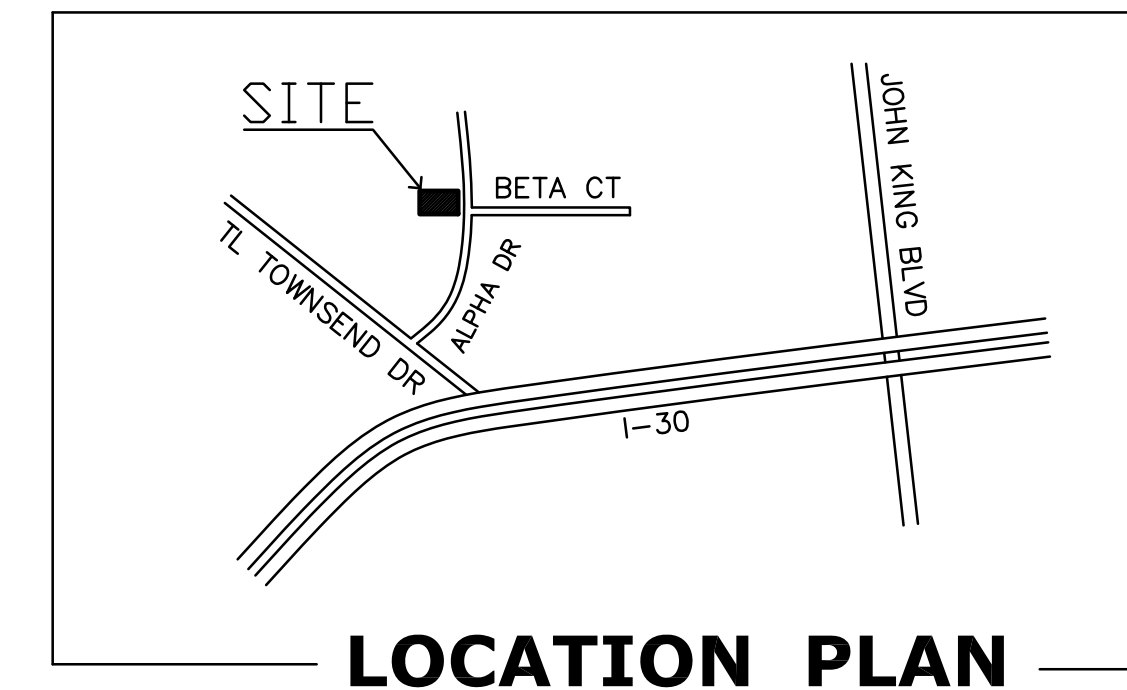 SITE
BETA CT
JOHN KING BLVD
TL TOWNSEND DR
ALPHA DR
I-30
LOCATION PLAN